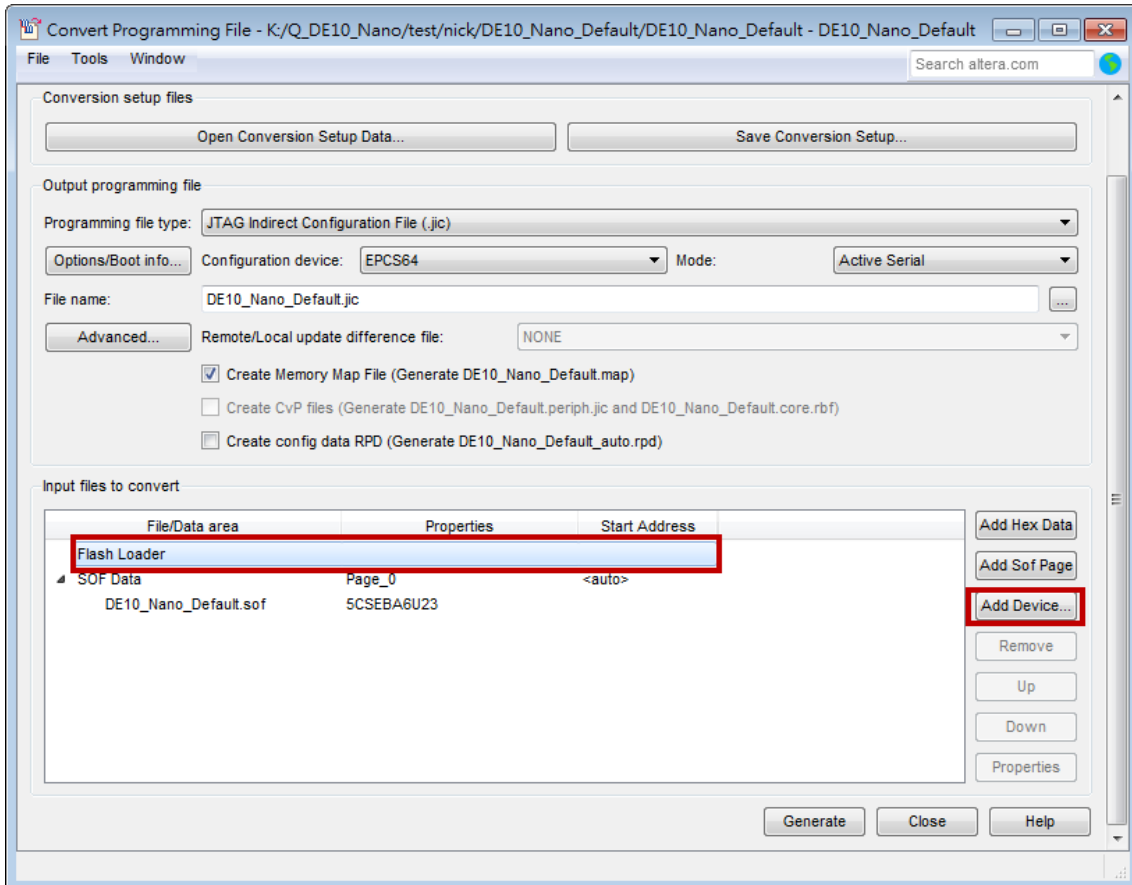 Convert Programming File - K:/Q_DE10_Nano/test/nick/DE10_Nano_Default/DE10_Nano_Default - DE10_Nano_Default
File Tools Window Search altera.com
Conversion setup files
Open Conversion Setup Data... Save Conversion Setup...
Output programming file
Programming file type: JTAG Indirect Configuration File (.jic)
Options/Boot info... Configuration device: EPCS64 Mode: Active Serial
File name: DE10_Nano_Default.jic ...
Advanced... Remote/Local update difference file: NONE
Create Memory Map File (Generate DE10_Nano_Default.map)
Create CvP files (Generate DE10_Nano_Default.periph.jic and DE10_Nano_Default.core.rbf)
Create config data RPD (Generate DE10_Nano_Default_auto.rpd)
Input files to convert
File/Data area Properties Start Address
Add Hex Data
Flash Loader
Add Sof Page
SOF Data Page_0 <auto>
DE10_Nano_Default.sof 5CSEBA6U23
Add Device...
Remove
Up
Down
Properties
Generate Close Help